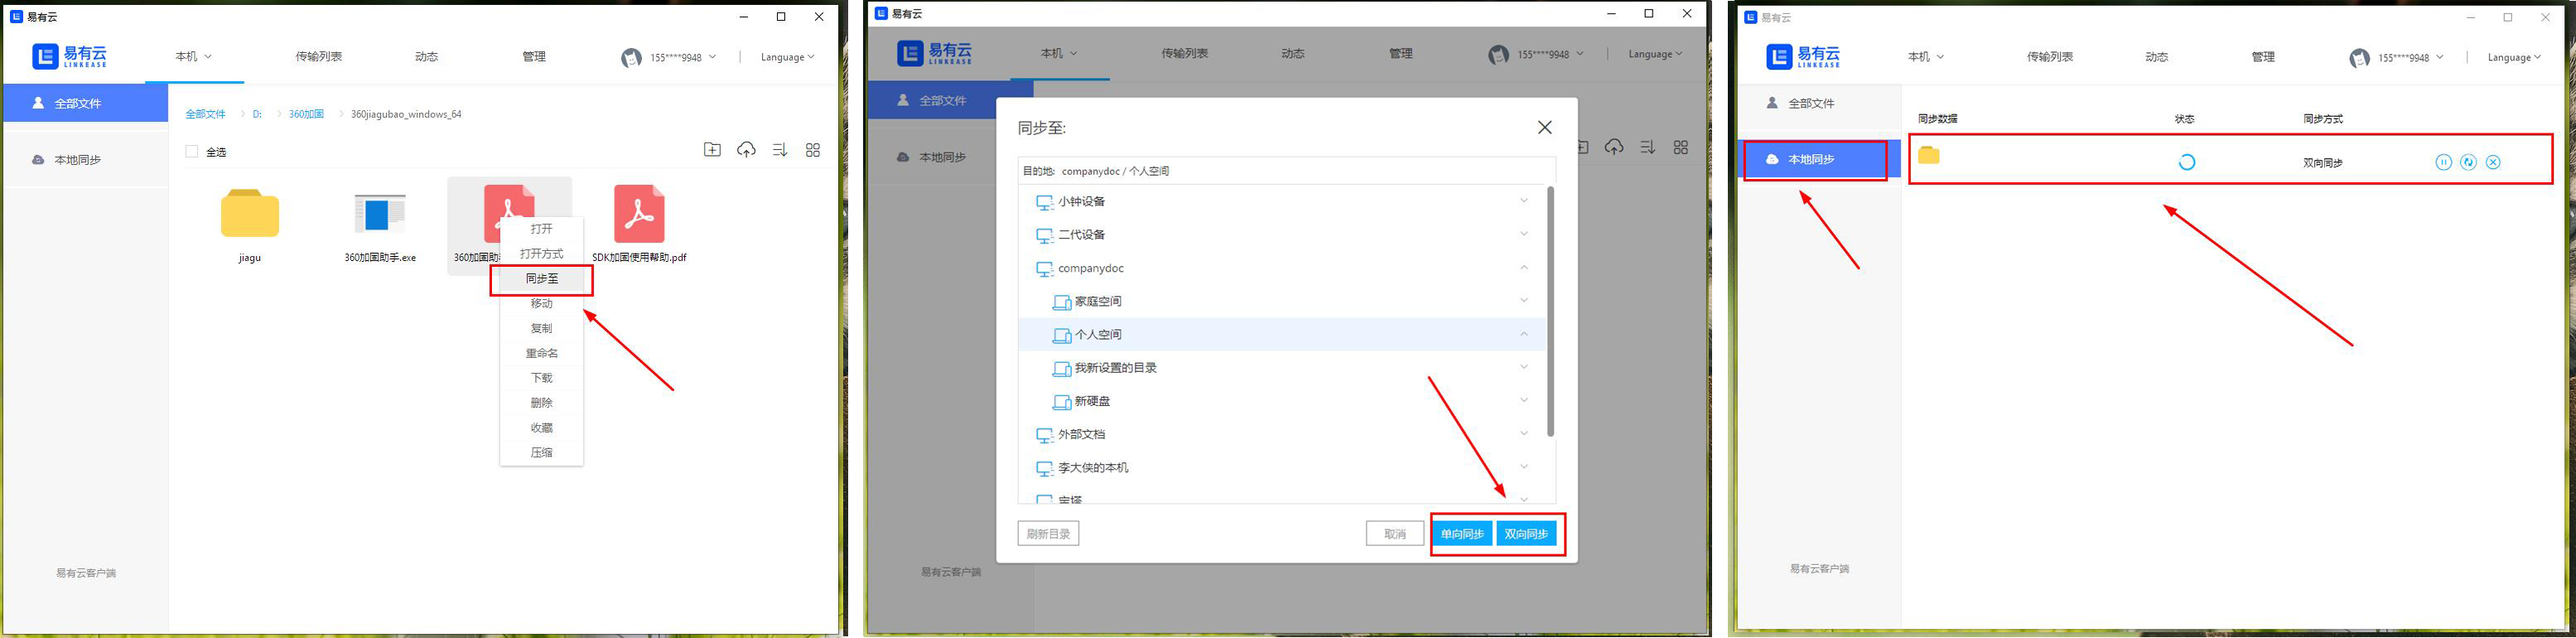 易有云
易有云
LINKEASE
本机
传输列表
动态
管理
155****9948
Language
全部文件
本地同步
全部文件
D:
360加固
360jiagubao_windows_64
全选
jiagu
360加固助手.exe
360加固助
SDK加固使用帮助.pdf
打开
打开方式
同步至
移动
复制
重命名
下载
删除
收藏
压缩
易有云客户端
易有云
易有云
LINKEASE
本机
传输列表
动态
管理
155****9948
Language
全部文件
本地同步
同步至:
目的地: companydoc / 个人空间
小钟设备
二代设备
companydoc
家庭空间
个人空间
我新设置的目录
新硬盘
外部文档
李大侠的本机
宝塔
刷新目录
取消
单向同步
双向同步
易有云客户端
易有云
易有云
LINKEASE
本机
传输列表
动态
管理
155****9948
Language
全部文件
本地同步
同步数据
状态
同步方式
双向同步
易有云客户端